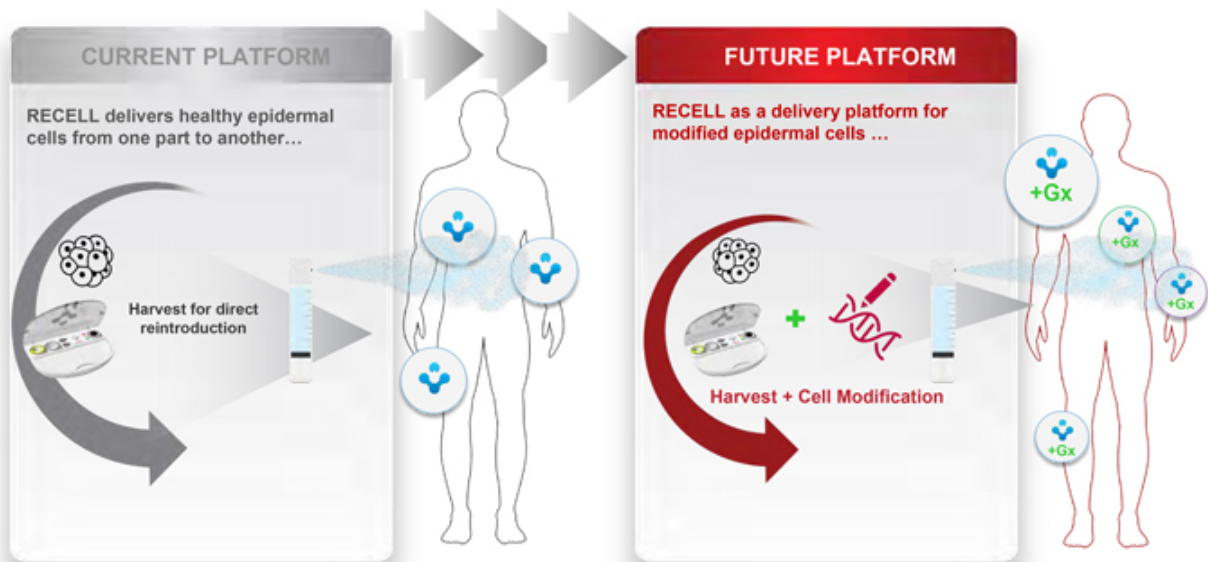 CURRENT PLATFORM
RECELL delivers healthy epidermal
cells from one part to another…
Harvest for direct
reintroduction
FUTURE PLATFORM
RECELL as a delivery platform for
modified epidermal cells …
+
Harvest + Cell Modification
+Gx
+Gx
+Gx
+Gx